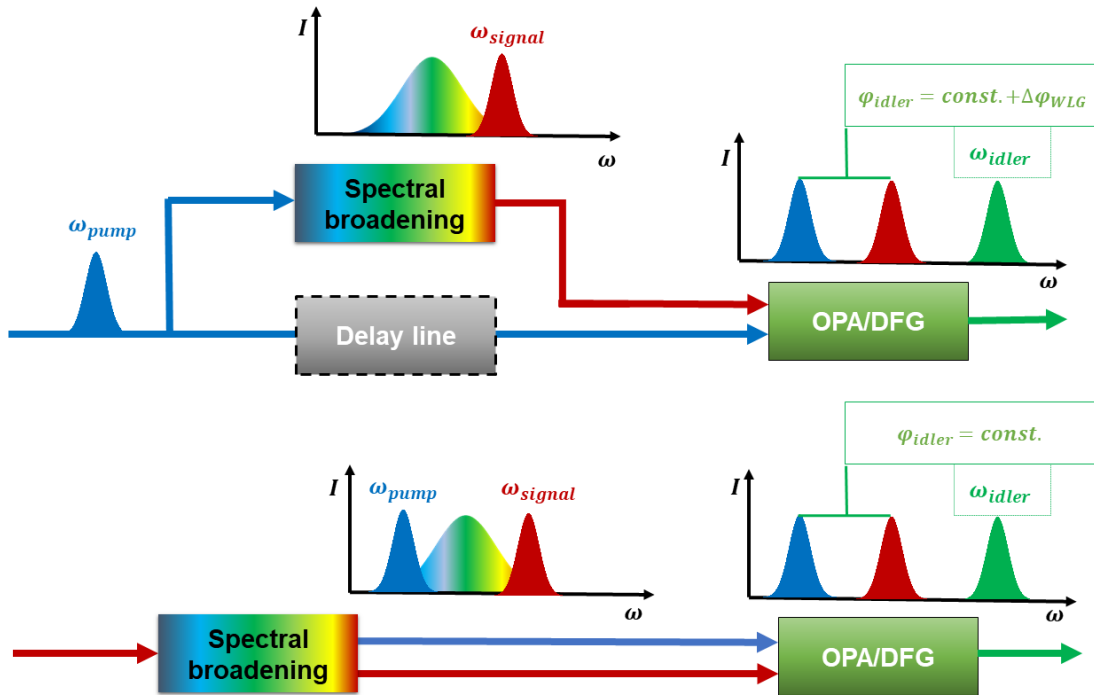 I
ω_signal
ω
φ_idler = const.+Δφ_WLG
Spectral
broadening
I
ω_idler
ω_pump
ω
Delay line
OPA/DFG
φ_idler = const.
I
ω_pump
ω_signal
I
ω_idler
ω
ω
Spectral
broadening
OPA/DFG